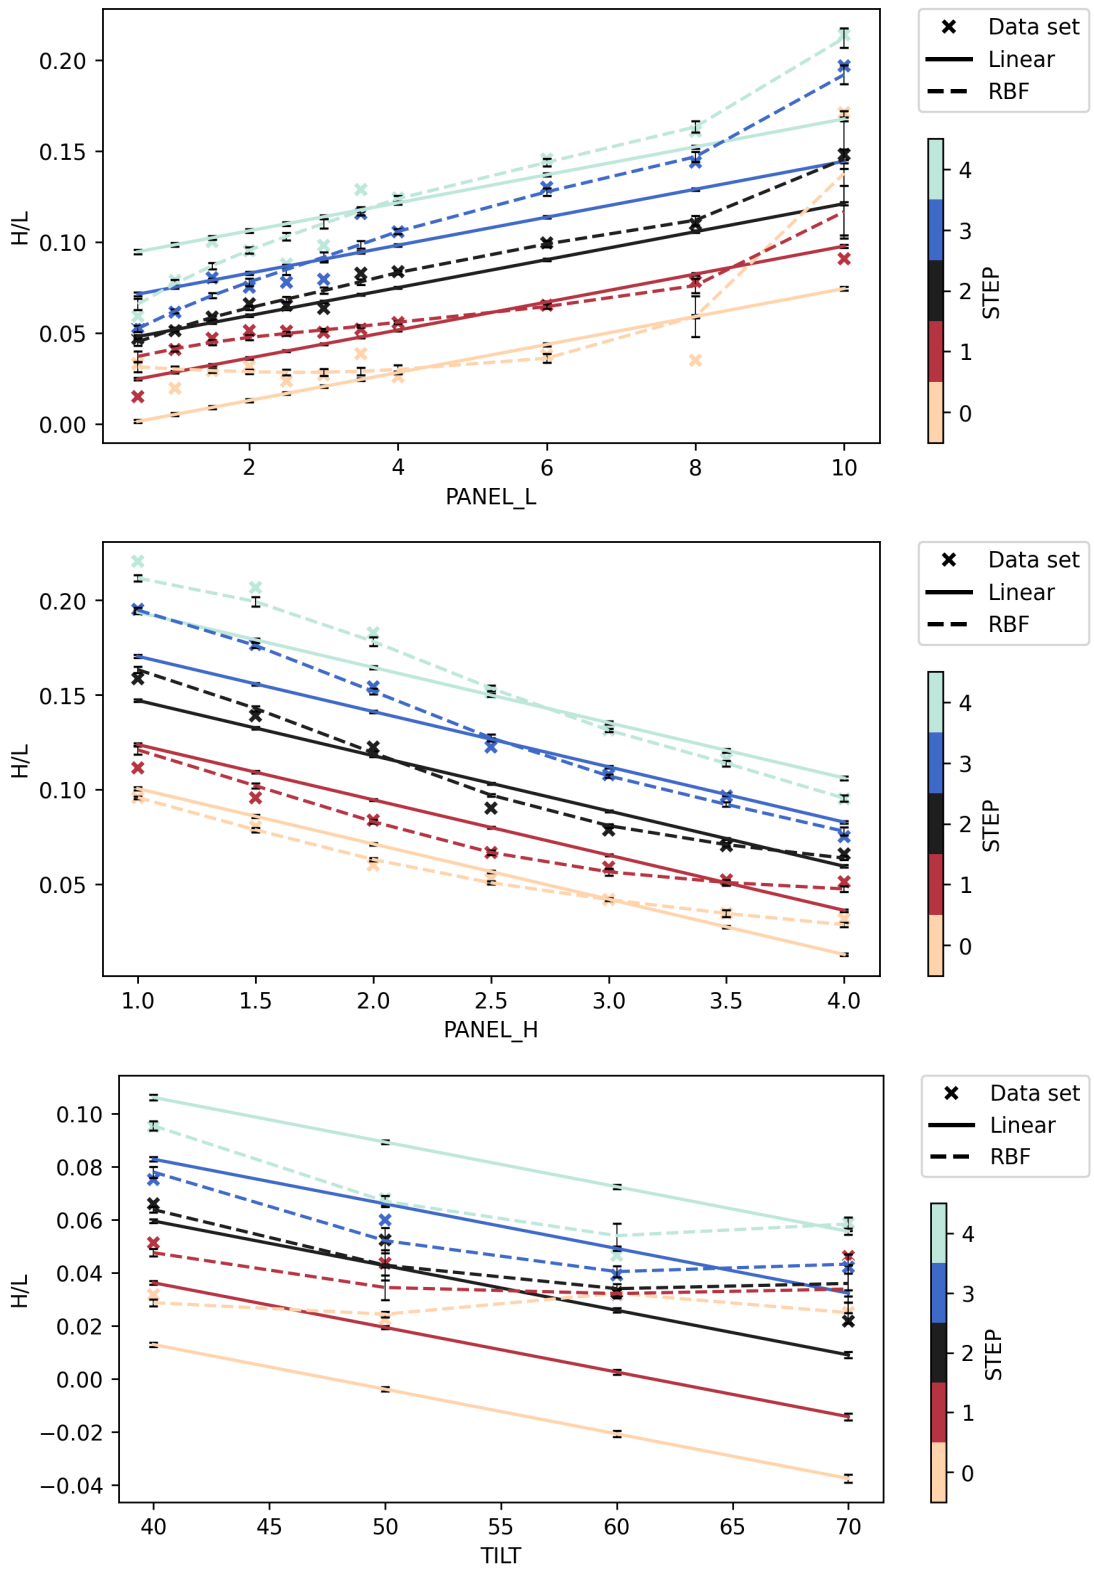 0.20
0.15
0.10
0.05
0.00
H/L
2
4
6
8
10
PANEL_L
Data set
Linear
RBF
4
3
2
1
0
STEP
0.20
0.15
0.10
0.05
H/L
1.0
1.5
2.0
2.5
3.0
3.5
4.0
PANEL_H
Data set
Linear
RBF
4
3
2
1
0
STEP
0.10
0.08
0.06
0.04
0.02
0.00
−0.02
−0.04
H/L
40
45
50
55
60
65
70
TILT
Data set
Linear
RBF
4
3
2
1
0
STEP